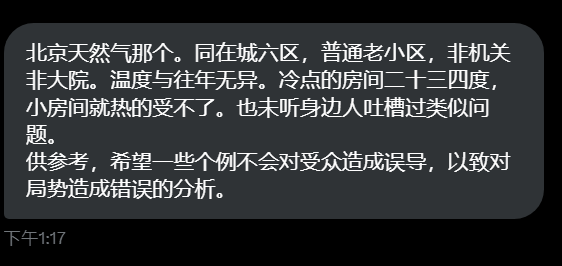 北京天然气那个。同在城六区，普通老小区，非机关
非大院。温度与往年无异。冷点的房间二十三四度，
小房间就热的受不了。也未听身边人吐槽过类似问
题。
供参考，希望一些个例不会对受众造成误导，以致对
局势造成错误的分析。
下午1:17